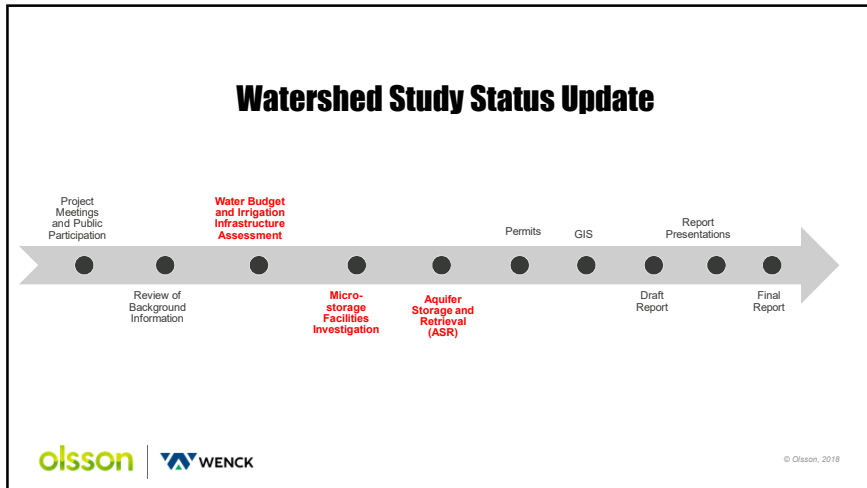 Watershed Study Status Update
Project
Meetings
and Public
Participation
Review of
Background
Information
Water Budget
and Irrigation
Infrastructure
Assessment
Micro-
storage
Facilities
Investigation
Aquifer
Storage and
Retrieval
(ASR)
Permits
GIS
Draft
Report
Report
Presentations
Final
Report
olsson
WENCK
© Olsson, 2018